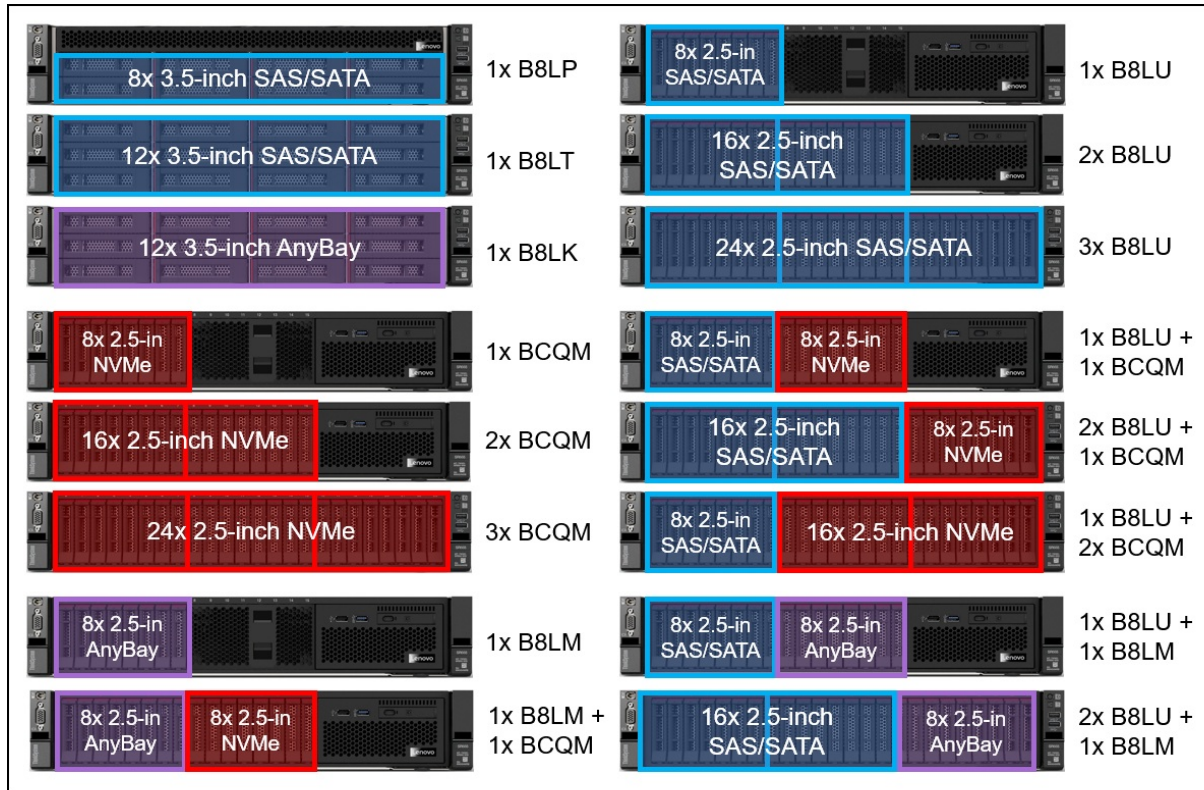 8x 3.5-inch SAS/SATA
1x B8LP
12x 3.5-inch SAS/SATA
1x B8LT
12x 3.5-inch AnyBay
1x B8LK
8x 2.5-in
SAS/SATA
1x B8LU
16x 2.5-inch
SAS/SATA
2x B8LU
24x 2.5-inch SAS/SATA
3x B8LU
8x 2.5-in
NVMe
1x BCQM
16x 2.5-inch NVMe
2x BCQM
24x 2.5-inch NVMe
3x BCQM
8x 2.5-in
SAS/SATA
8x 2.5-in
NVMe
1x B8LU +
1x BCQM
16x 2.5-inch
SAS/SATA
8x 2.5-in
NVMe
2x B8LU +
1x BCQM
8x 2.5-in
SAS/SATA
16x 2.5-inch NVMe
1x B8LU +
2x BCQM
8x 2.5-in
AnyBay
1x B8LM
8x 2.5-in
AnyBay
8x 2.5-in
NVMe
1x B8LM +
1x BCQM
8x 2.5-in
SAS/SATA
8x 2.5-in
AnyBay
1x B8LU +
1x B8LM
16x 2.5-inch
SAS/SATA
8x 2.5-in
AnyBay
2x B8LU +
1x B8LM